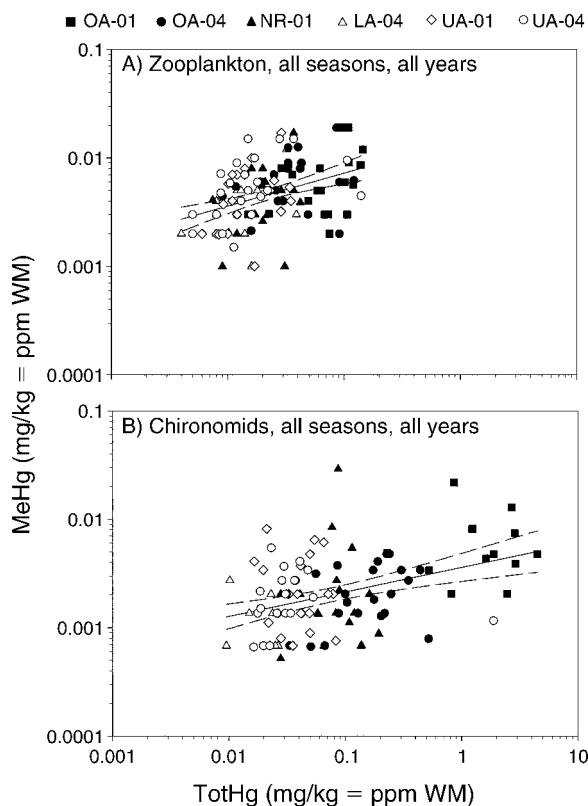 OA-01 OA-04 NR-01 LA-04 UA-01 UA-04
A) Zooplankton, all seasons, all years
0.1
0.01
0.001
0.0001
MeHg (mg/kg = ppm WM)
B) Chironomids, all seasons, all years
0.1
0.01
0.001
0.0001
0.001 0.01 0.1 1 10
TotHg (mg/kg = ppm WM)